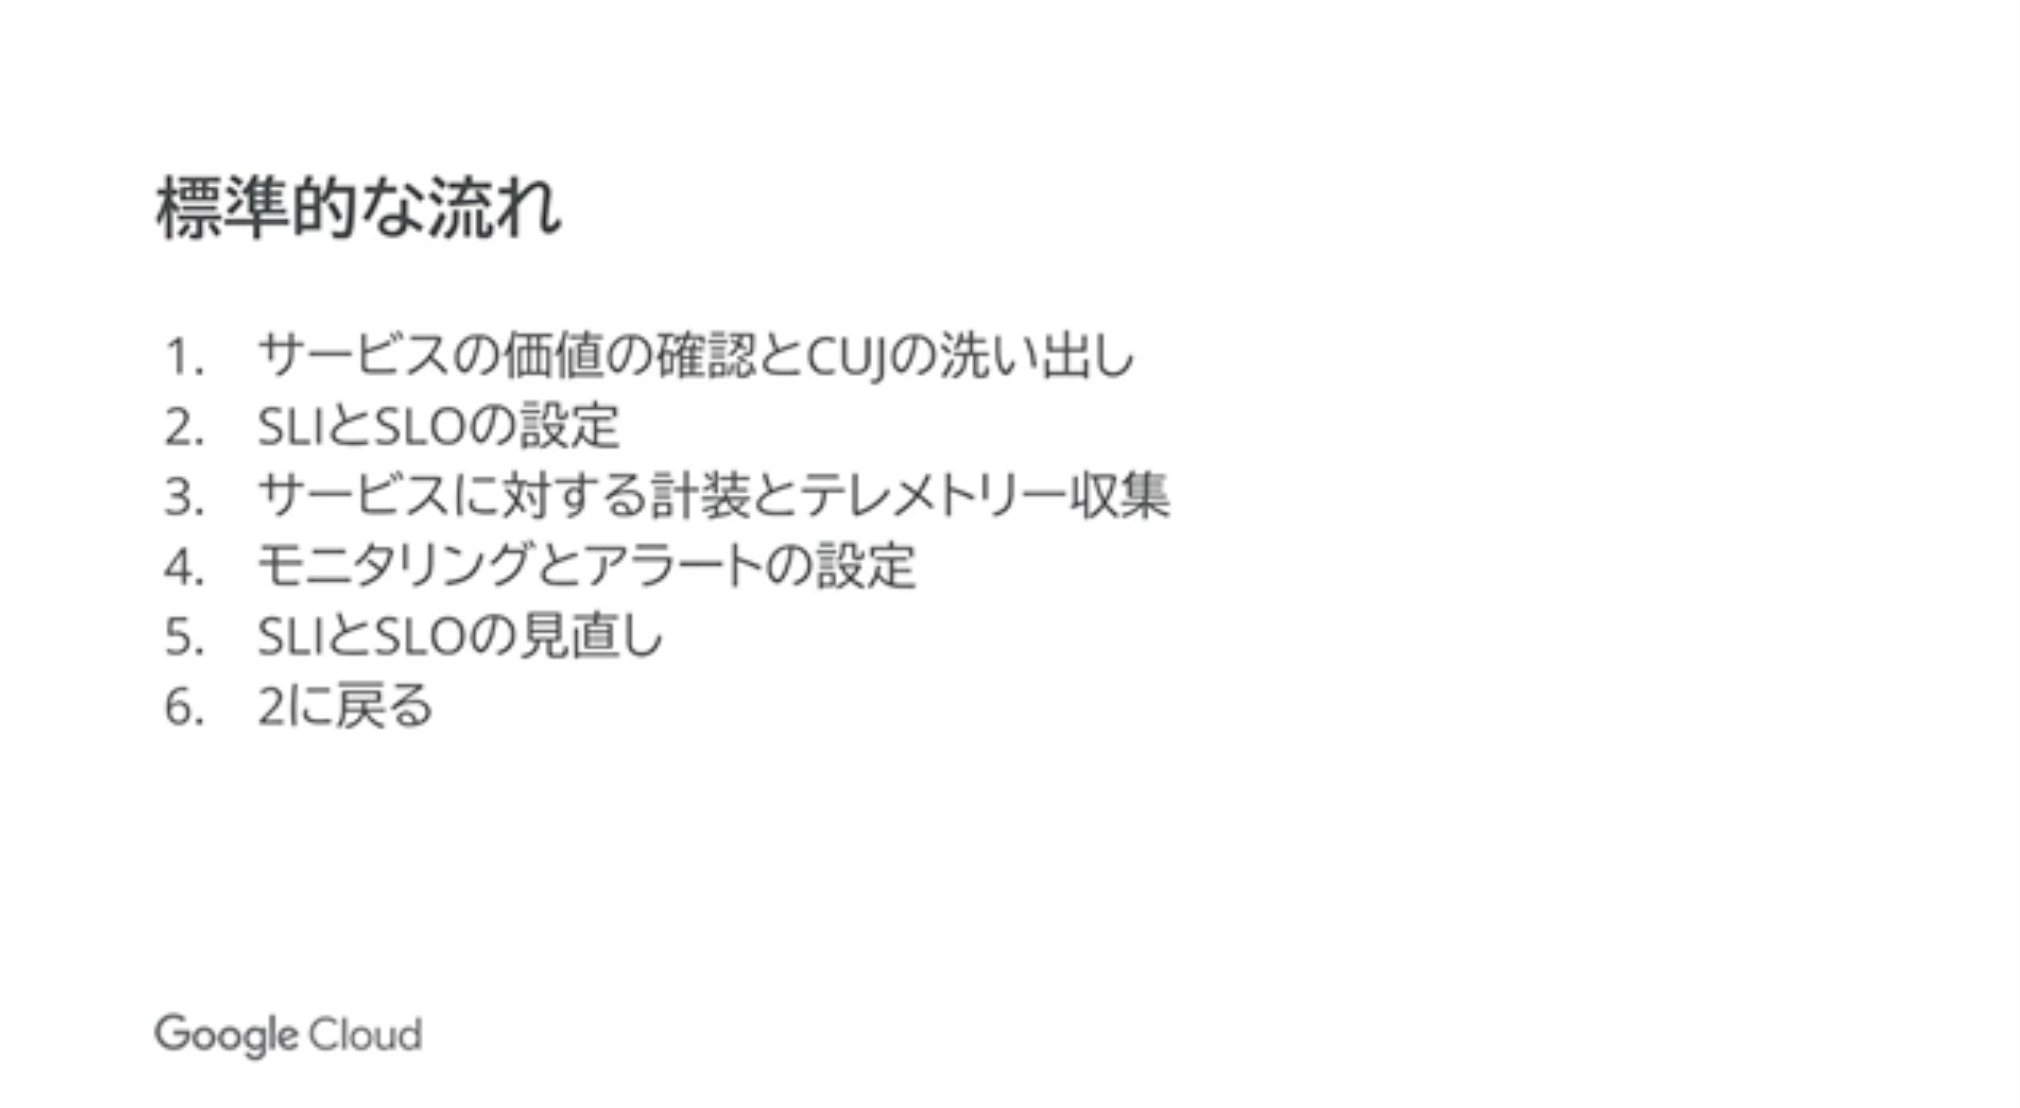 標準的な流れ
1. サービスの価値の確認とCUJの洗い出し
2. SLIとSLOの設定
3. サービスに対する計装とテレメトリー収集
4. モニタリングとアラートの設定
5. SLIとSLOの見直し
6. 2に戻る
Google Cloud